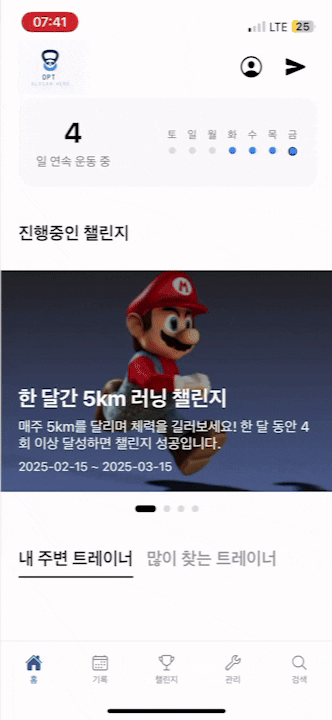 07:41
LTE 25
OPT
SLOGAN HERE
4
일 연속 운동 중
토 일 월 화 수 목 금
진행중인 챌린지
M
한 달간 5km 러닝 챌린지
매주 5km를 달리며 체력을 길러보세요! 한 달 동안 4
회 이상 달성하면 챌린지 성공입니다.
2025-02-15 ~ 2025-03-15
내 주변 트레이너 많이 찾는 트레이너
홈 기록 챌린지 관리 검색